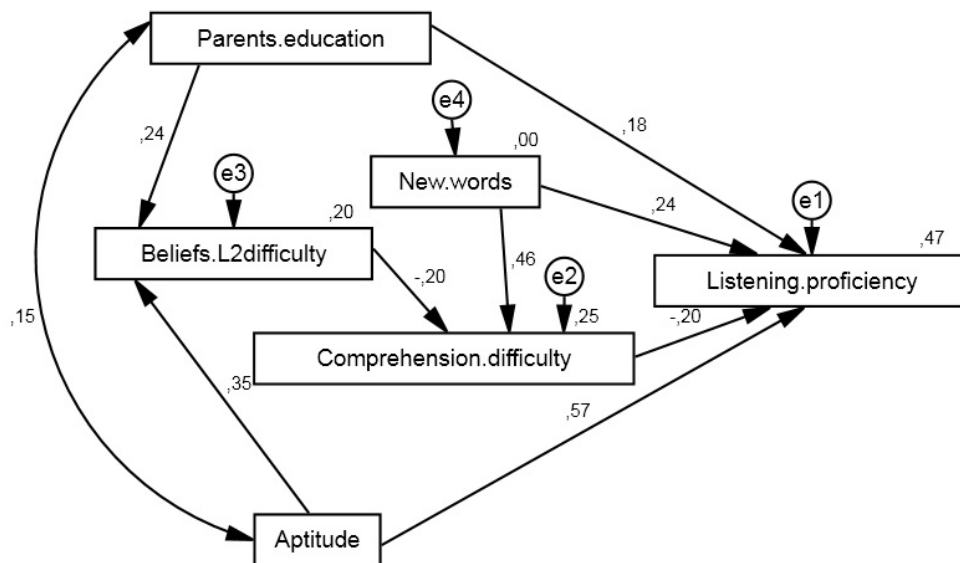 Parents.education
e4
,18
,24
,00
e3
New.words
e1
,20
,24
,47
Beliefs.L2difficulty
-,20
,46
e2
Listening.proficiency
,15
,25
-,20
Comprehension.difficulty
,35
,57
Aptitude